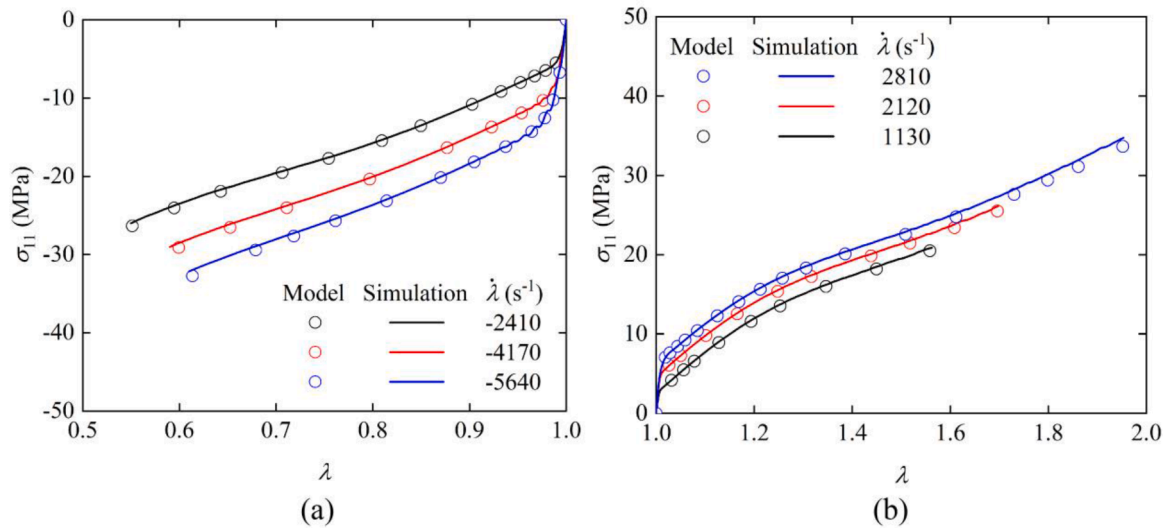 0
-10
-20
-30
-40
-50
σ₁₁ (MPa)
Model Simulation λ̇ (s⁻¹)
-2410
-4170
-5640
0.5 0.6 0.7 0.8 0.9 1.0
λ
(a)
50
40
30
20
10
0
σ₁₁ (MPa)
Model Simulation λ̇ (s⁻¹)
2810
2120
1130
1.0 1.2 1.4 1.6 1.8 2.0
λ
(b)